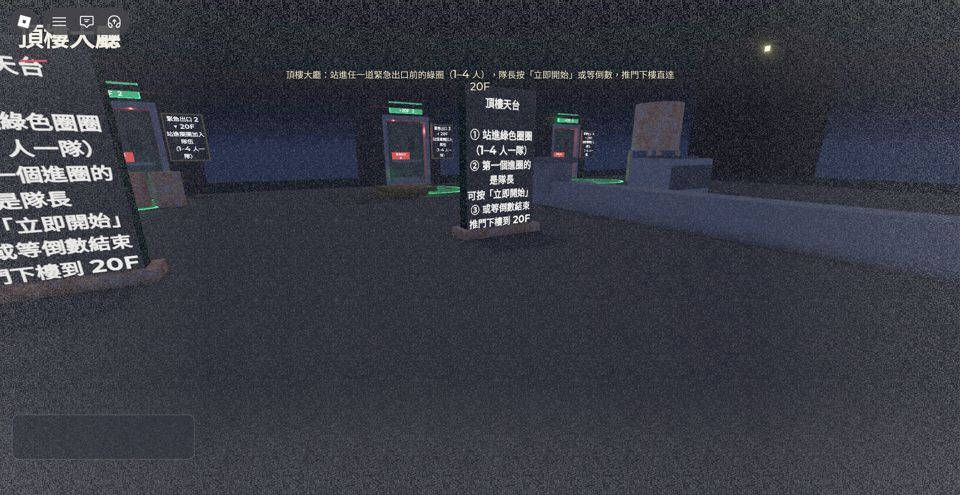 頂樓大廳
頂樓大廳：站進任一道緊急出口前的綠圈（1–4 人），隊長按「立即開始」或等倒數，推門下樓直達
20F
天台
綠色圈圈
人一隊）
一個進圈的
是隊長
「立即開始」
或等倒數結束
門下樓到 20F
緊急出口 2
▼ 20F
站進圈圈加入
隊伍
（1–4 人一
隊）
頂樓天台
① 站進綠色圈圈
（1–4 人一隊）
② 第一個進圈的
是隊長
可按「立即開始」
③ 或等倒數結束
推門下樓到 20F